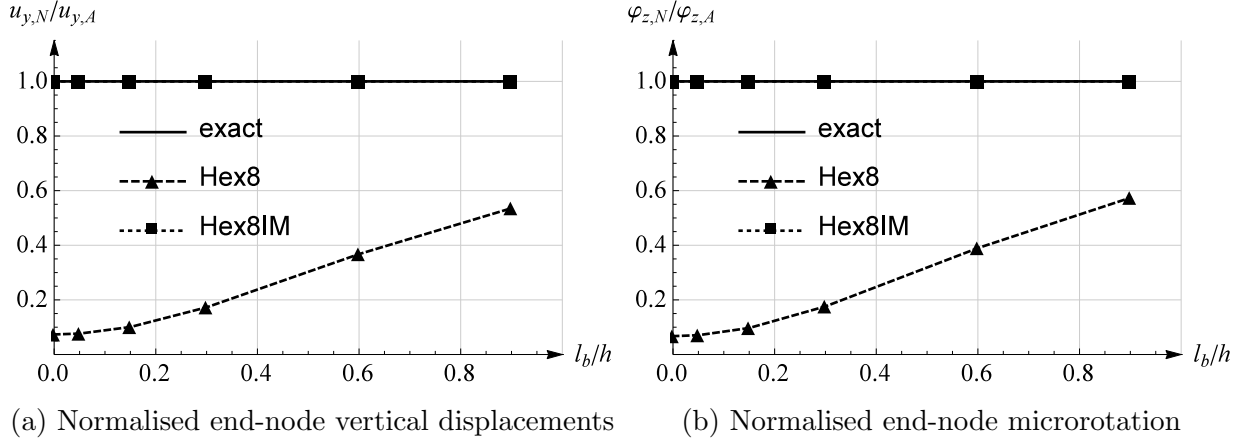 u_{y,N}/u_{y,A}
1.0
0.8
0.6
0.4
0.2
0.0 0.2 0.4 0.6 0.8
l_b/h
exact
Hex8
Hex8IM
(a) Normalised end-node vertical displacements
φ_{z,N}/φ_{z,A}
1.0
0.8
0.6
0.4
0.2
0.0 0.2 0.4 0.6 0.8
l_b/h
exact
Hex8
Hex8IM
(b) Normalised end-node microrotation